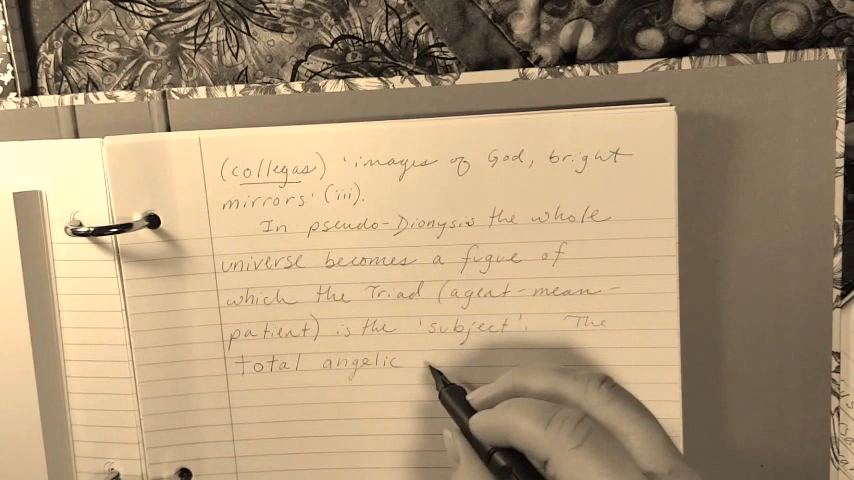 (collegas) 'images of God, bright
mirrors' (iii).
In pseudo-Dionysius the whole
universe becomes a fugue of
which the Triad (agent-mean-
patient) is the 'subject'. The
total angelic